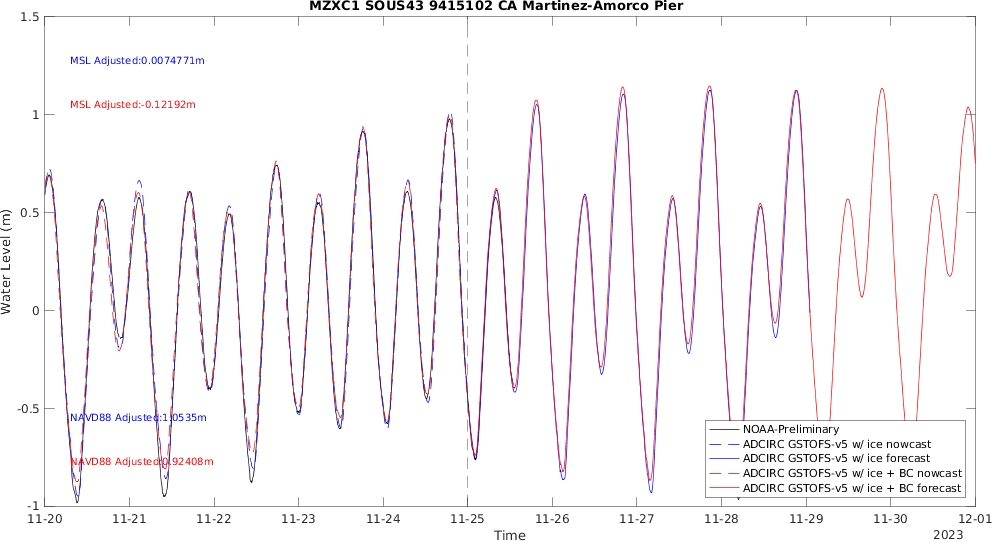 MZXC1 SOUS43 9415102 CA Martinez-Amorco Pier
1.5
MSL Adjusted:0.0074771m
MSL Adjusted:-0.12192m
1
0.5
Water Level (m)
0
-0.5
NAVD88 Adjusted:1.0535m
NAVD88 Adjusted:0.92408m
-1
NOAA-Preliminary
ADCIRC GSTOFS-v5 w/ ice nowcast
ADCIRC GSTOFS-v5 w/ ice forecast
ADCIRC GSTOFS-v5 w/ ice + BC nowcast
ADCIRC GSTOFS-v5 w/ ice + BC forecast
11-20 11-21 11-22 11-23 11-24 11-25 11-26 11-27 11-28 11-29 11-30 12-01
Time
2023